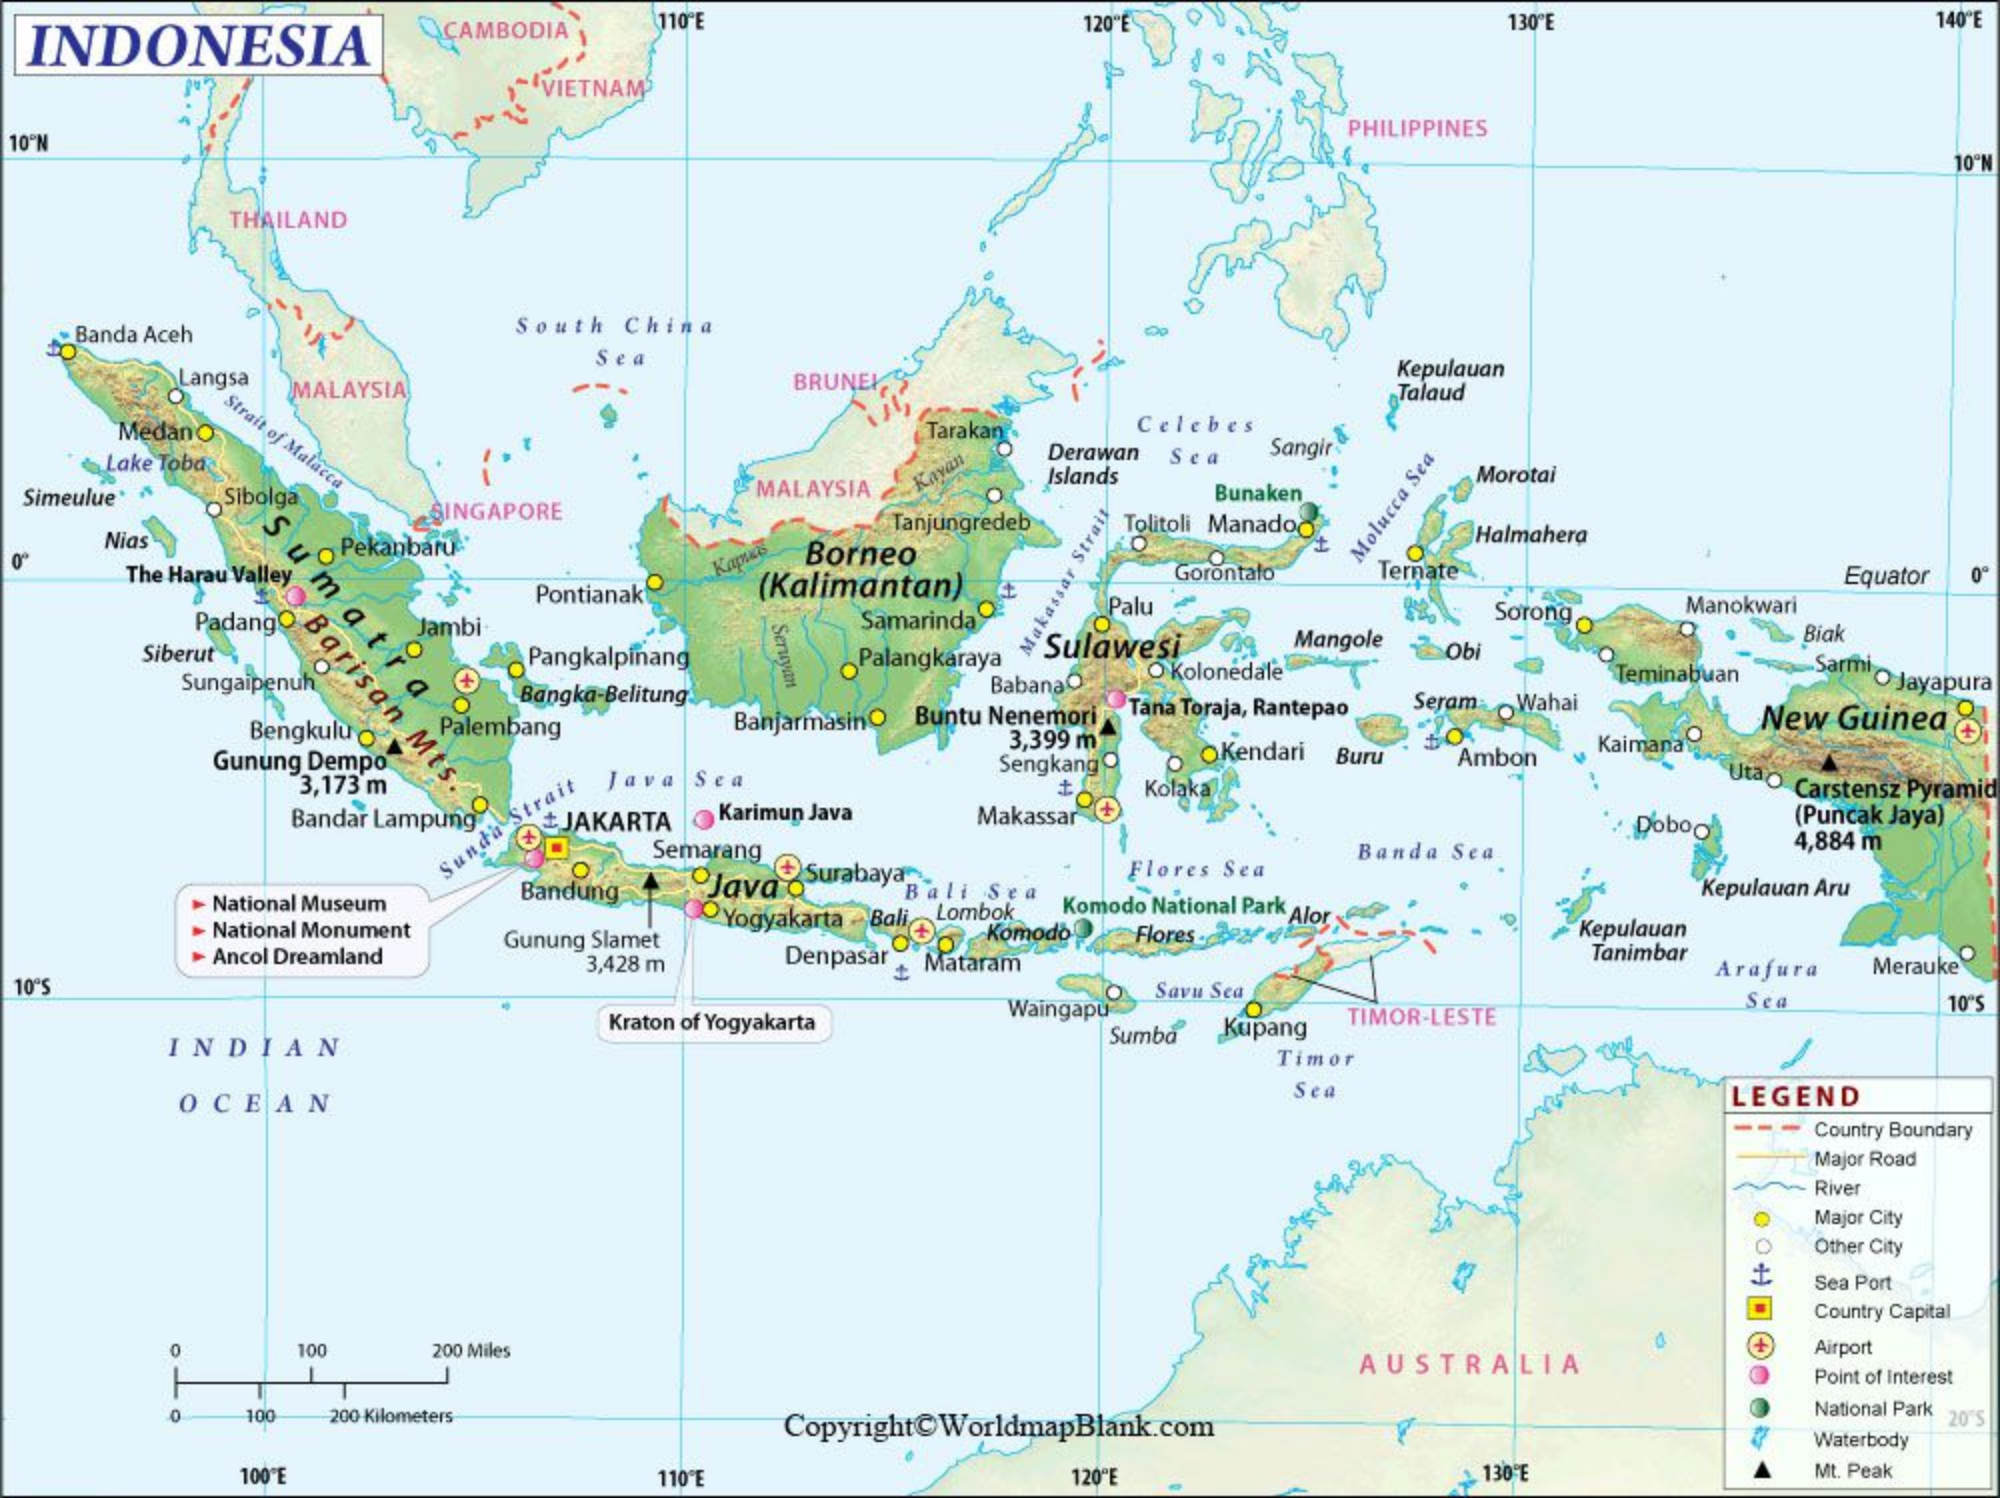 INDONESIA
110°E
120°E
130°E
140°E
CAMBODIA
VIETNAM
PHILIPPINES
10°N
10°N
THAILAND
South China
Sea
Banda Aceh
Langsa
MALAYSIA
BRUNEI
Kepulauan
Talaud
Strait of Malacca
Medan
Lake Toba
Tarakan
Kayan
Derawan
Islands
Celebes
Sea
Sangir
Molucca Sea
Morotai
Simeulue
Sibolga
SINGAPORE
MALAYSIA
Bunaken
Tanjungredeb
Tolitoli
Manado
Halmahera
Nias
Sumatra
Pekanbaru
Kapuas
Borneo
(Kalimantan)
Makassar Strait
Gorontalo
Ternate
0°
Equator
0°
The Harau Valley
Pontianak
Padang
Barisan Mts.
Jambi
Samarinda
Palu
Sorong
Manokwari
Siberut
Seruyan
Sulawesi
Mangole
Obi
Biak
Sungaipenuh
Pangkalpinang
Palangkaraya
Babana
Kolonedale
Teminabuan
Sarmi
Jayapura
Bangka-Belitung
Bengkulu
Palembang
Banjarmasin
Buntu Nenemori
3,399 m
Tana Toraja, Rantepao
Seram
Wahai
New Guinea
Gunung Dempo
3,173 m
Sengkang
Kendari
Buru
Ambon
Kaimana
Uta
Java Sea
Kolaka
Carstensz Pyramid
(Puncak Jaya)
4,884 m
Bandar Lampung
Sunda Strait
JAKARTA
Karimun Java
Makassar
Dobo
Semarang
Surabaya
Flores Sea
Banda Sea
Bandung
Java
Bali Sea
Kepulauan Aru
National Museum
National Monument
Ancol Dreamland
Yogyakarta
Bali
Lombok
Komodo National Park
Alor
Komodo
Flores
Kepulauan
Tanimbar
Gunung Slamet
3,428 m
Denpasar
Mataram
Arafura
Sea
Merauke
10°S
10°S
Waingapu
Savu Sea
Kraton of Yogyakarta
Sumba
Kupang
TIMOR-LESTE
INDIAN
OCEAN
Timor
Sea
LEGEND
Country Boundary
Major Road
River
Major City
Other City
Sea Port
Country Capital
Airport
Point of Interest
National Park
Waterbody
Mt. Peak
0 100 200 Miles
0 100 200 Kilometers
AUSTRALIA
20°S
Copyright©WorldmapBlank.com
100°E
110°E
120°E
130°E